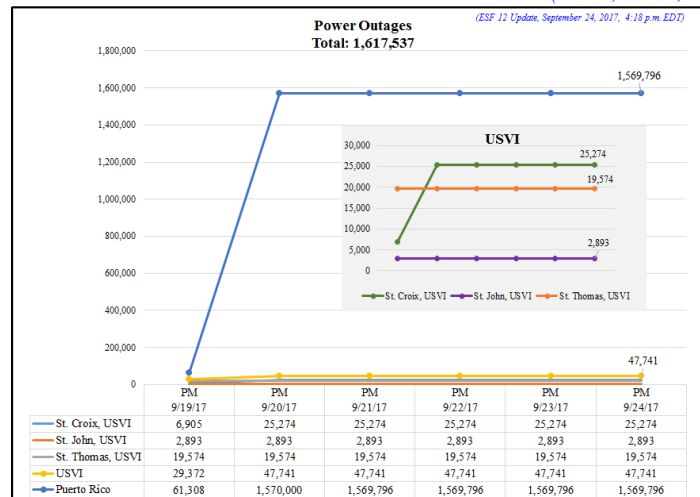 (ESF 12 Update, September 24, 2017, 4:18 p.m. EDT)
Power Outages
Total: 1,617,537
1,800,000
1,600,000
1,400,000
1,200,000
1,000,000
800,000
600,000
400,000
200,000
0
1,569,796
47,741
USVI
30,000
25,000
20,000
15,000
10,000
5,000
0
25,274
19,574
2,893
St. Croix, USVI St. John, USVI St. Thomas, USVI
PM PM PM PM PM PM
9/19/17 9/20/17 9/21/17 9/22/17 9/23/17 9/24/17
St. Croix, USVI 6,905 25,274 25,274 25,274 25,274 25,274
St. John, USVI 2,893 2,893 2,893 2,893 2,893 2,893
St. Thomas, USVI 19,574 19,574 19,574 19,574 19,574 19,574
USVI 29,372 47,741 47,741 47,741 47,741 47,741
Puerto Rico 61,308 1,570,000 1,569,796 1,569,796 1,569,796 1,569,796